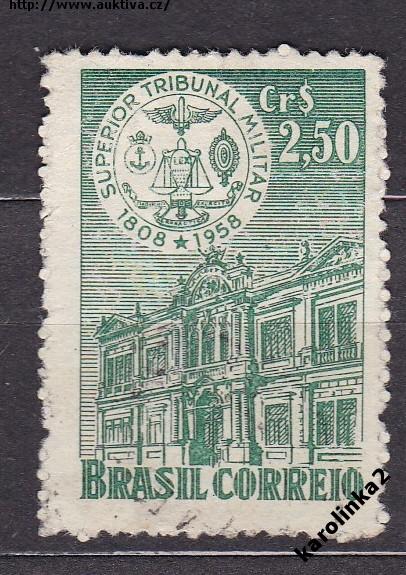 http://www.auktiva.cz/
SUPERIOR TRIBUNAL MILITAR
1808 ★ 1958
Cr$
2,50
LEX
BRASIL CORREIO
karolinka2